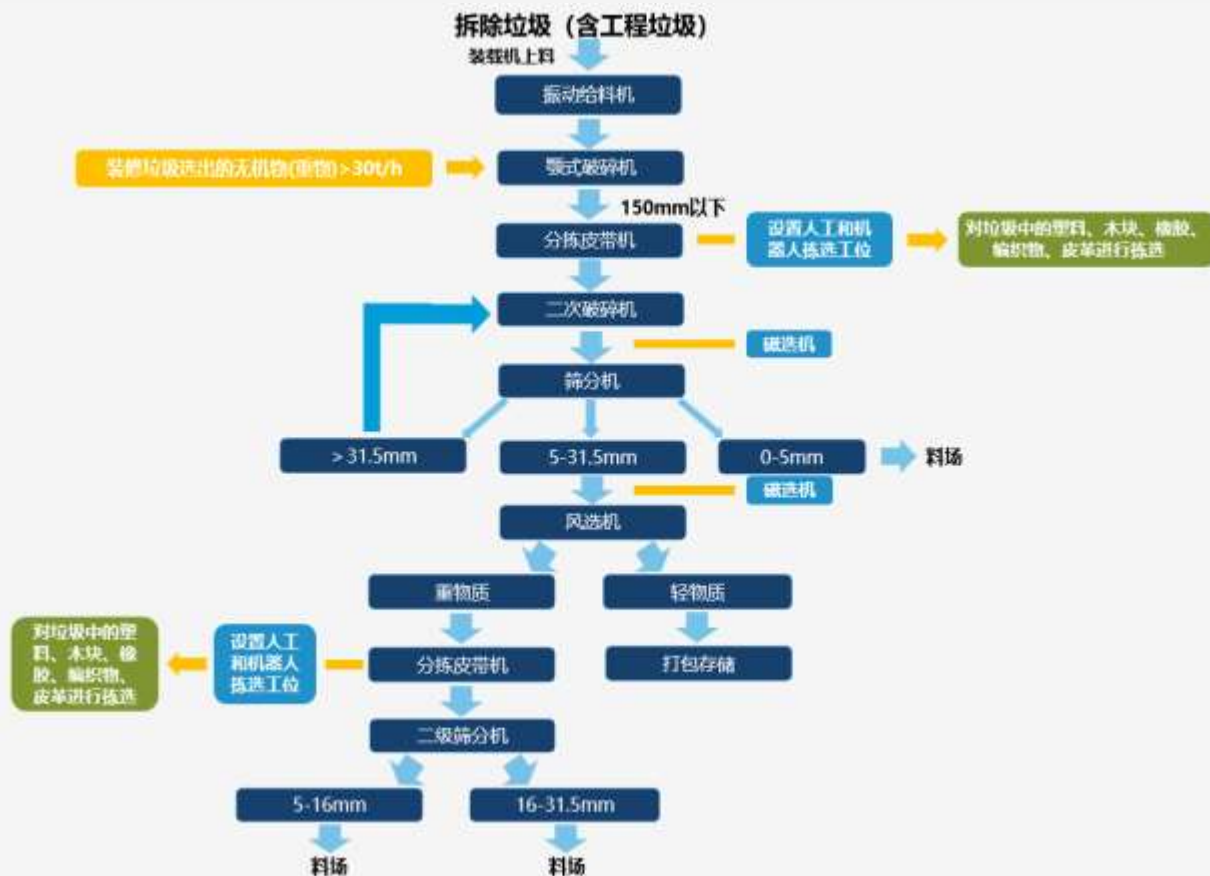 拆除垃圾（含工程垃圾）
装载机上料
振动给料机
装修垃圾选出的无机物(重物)>30t/h
颚式破碎机
150mm以下
分拣皮带机
设置人工和机
器人拣选工位
对垃圾中的塑料、木块、橡胶、
编织物、皮革进行拣选
二次破碎机
磁选机
筛分机
＞31.5mm
5-31.5mm
0-5mm
料场
磁选机
风选机
重物质
轻物质
对垃圾中的塑
料、木块、橡
胶、编织物、
皮革进行拣选
设置人工
和机器人
拣选工位
分拣皮带机
打包存储
二级筛分机
5-16mm
16-31.5mm
料场
料场